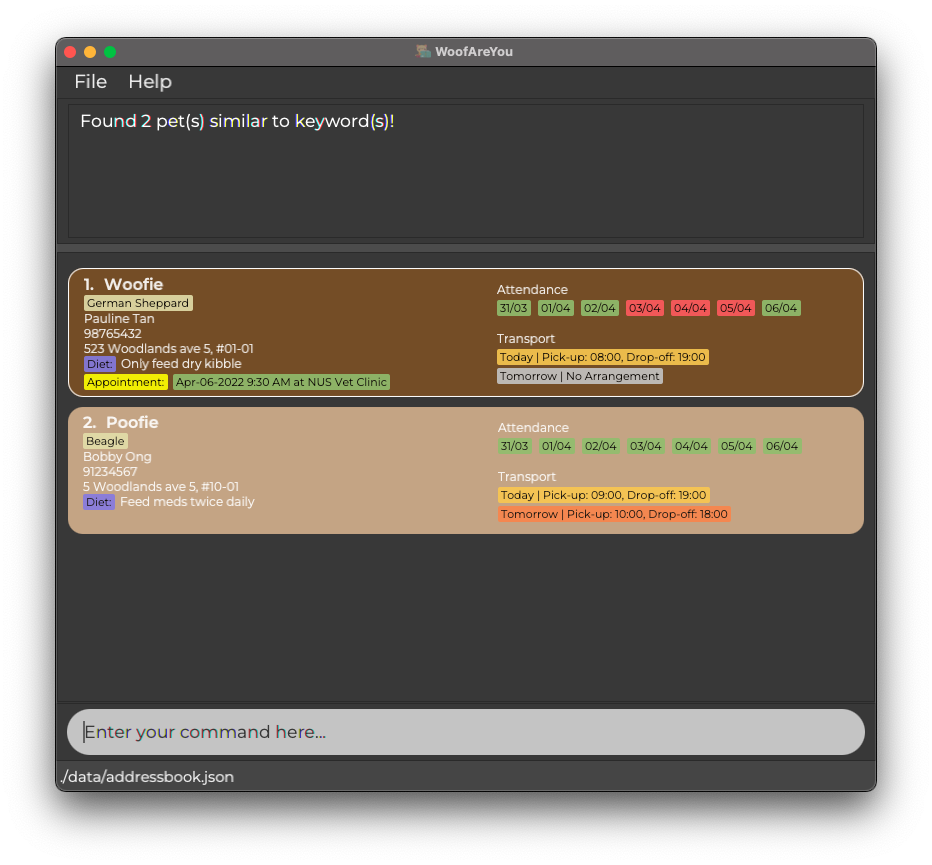 WoofAreYou
File Help
Found 2 pet(s) similar to keyword(s)!
1. Woofie
German Sheppard
Pauline Tan
98765432
523 Woodlands ave 5, #01-01
Diet: Only feed dry kibble
Appointment: Apr-06-2022 9:30 AM at NUS Vet Clinic
Attendance
31/03 01/04 02/04 03/04 04/04 05/04 06/04
Transport
Today | Pick-up: 08:00, Drop-off: 19:00
Tomorrow | No Arrangement
2. Poofie
Beagle
Bobby Ong
91234567
5 Woodlands ave 5, #10-01
Diet: Feed meds twice daily
Attendance
31/03 01/04 02/04 03/04 04/04 05/04 06/04
Transport
Today | Pick-up: 09:00, Drop-off: 19:00
Tomorrow | Pick-up: 10:00, Drop-off: 18:00
Enter your command here...
./data/addressbook.json